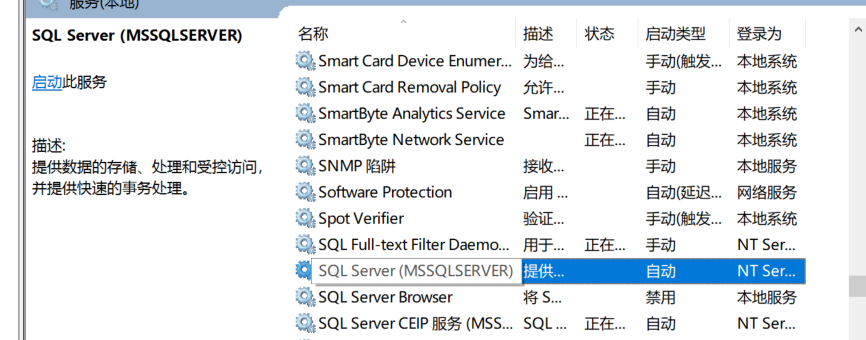 服务(本地)
SQL Server (MSSQLSERVER)
启动此服务
描述:
提供数据的存储、处理和受控访问，
并提供快速的事务处理。
名称 描述 状态 启动类型 登录为
Smart Card Device Enumer... 为给... 手动(触发... 本地系统
Smart Card Removal Policy 允许... 手动 本地系统
SmartByte Analytics Service Smar... 正在... 自动 本地系统
SmartByte Network Service 正在... 自动 本地系统
SNMP 陷阱 接收... 手动 本地服务
Software Protection 启用 ... 自动(延迟... 网络服务
Spot Verifier 验证... 手动(触发... 本地系统
SQL Full-text Filter Daemo... 用于... 正在... 手动 NT Ser...
SQL Server (MSSQLSERVER) 提供... 自动 NT Ser...
SQL Server Browser 将 S... 禁用 本地服务
SQL Server CEIP 服务 (MSS... SQL ... 正在... 自动 NT Ser...